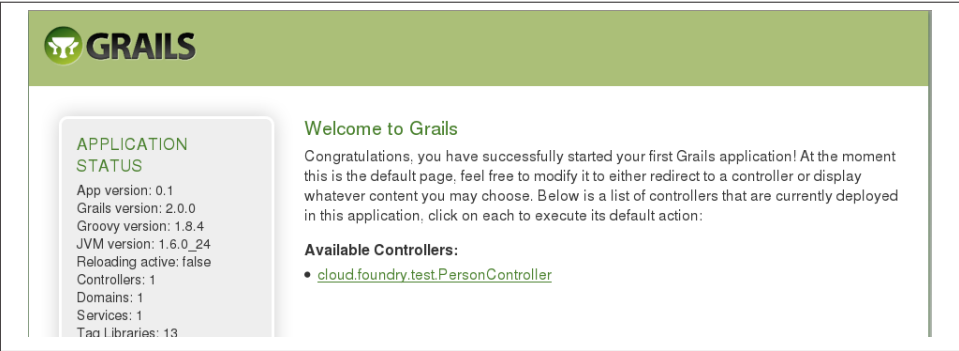 GRAILS
APPLICATION
STATUS
App version: 0.1
Grails version: 2.0.0
Groovy version: 1.8.4
JVM version: 1.6.0_24
Reloading active: false
Controllers: 1
Domains: 1
Services: 1
Tag Libraries: 13
Welcome to Grails
Congratulations, you have successfully started your first Grails application! At the moment
this is the default page, feel free to modify it to either redirect to a controller or display
whatever content you may choose. Below is a list of controllers that are currently deployed
in this application, click on each to execute its default action:
Available Controllers:
• cloud.foundry.test.PersonController